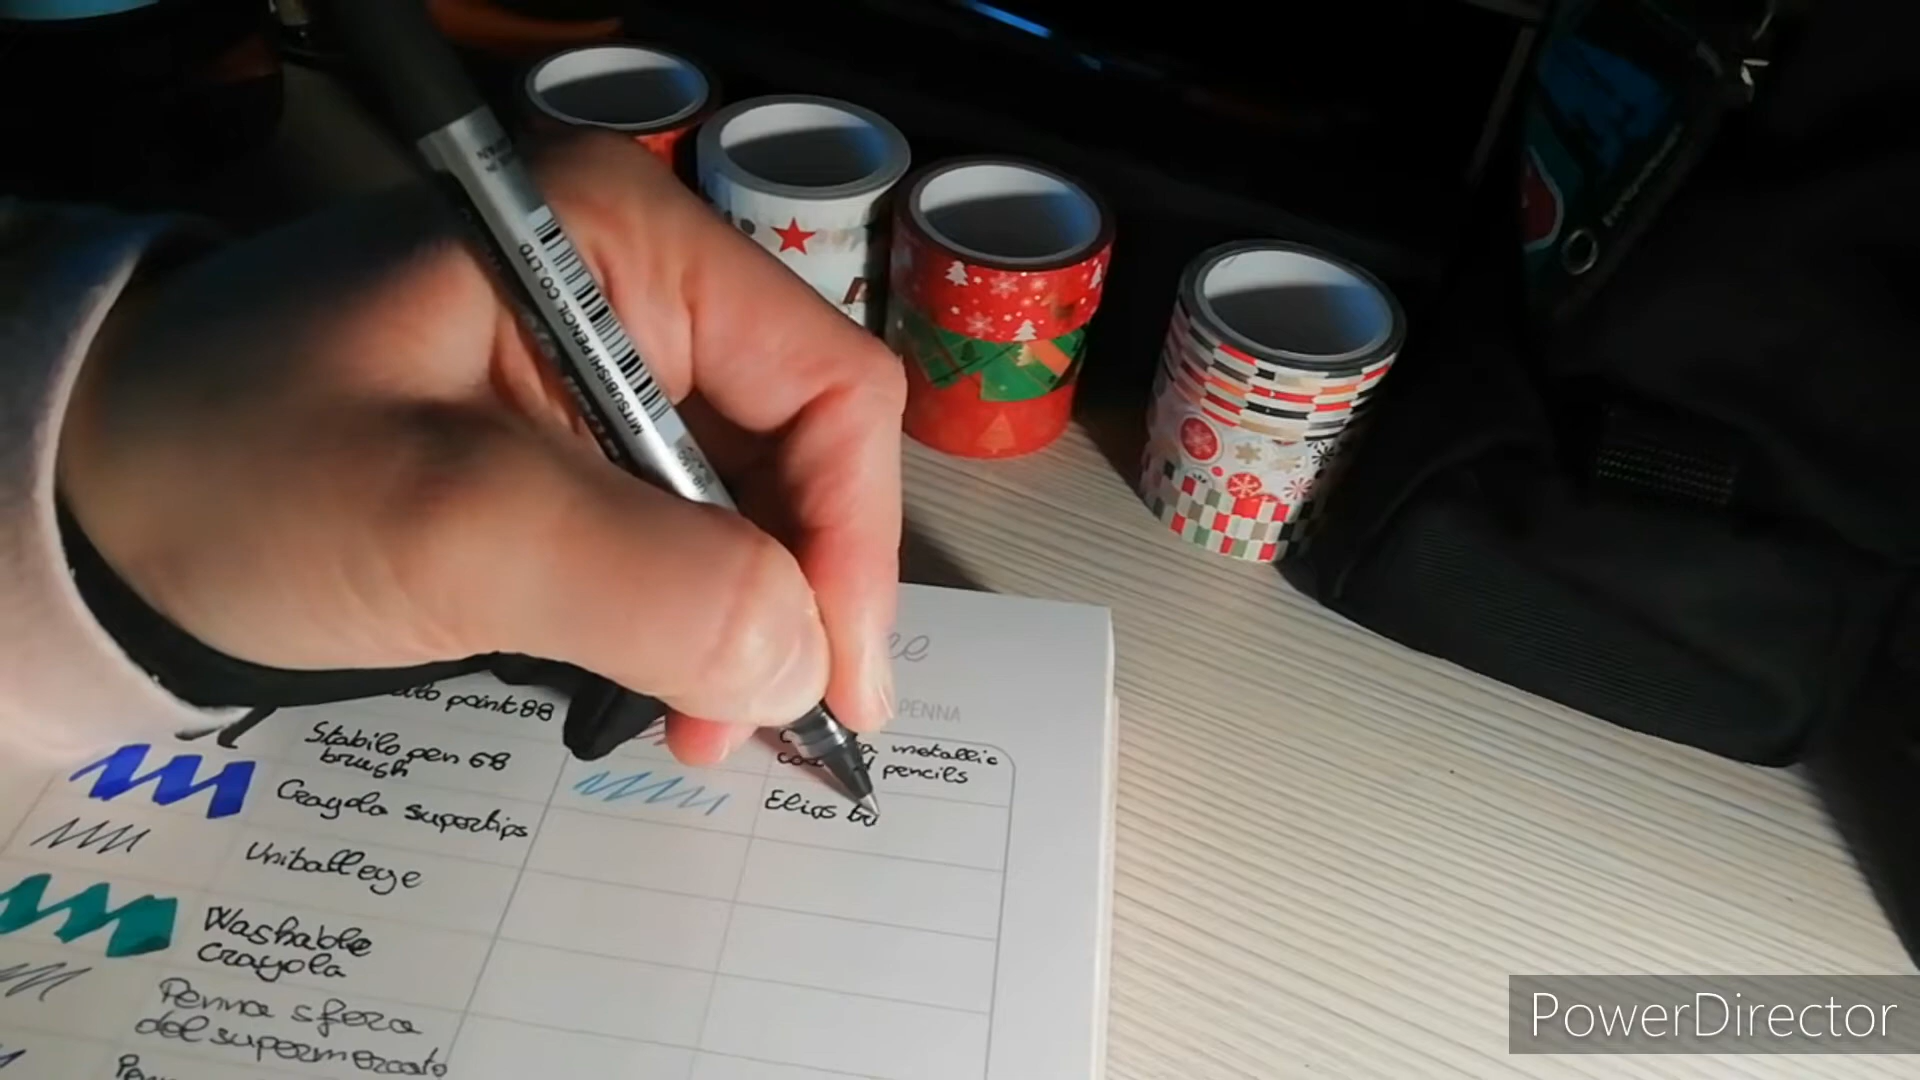 MITSUBISHI PENCIL CO.,LTD
PENNA
point 88
Stabilo pen 68
brush
Crayola supertips
Uniball eye
Washable
Crayola
Penna sfera
del supermercato
metallic
pencils
Elios
PowerDirector